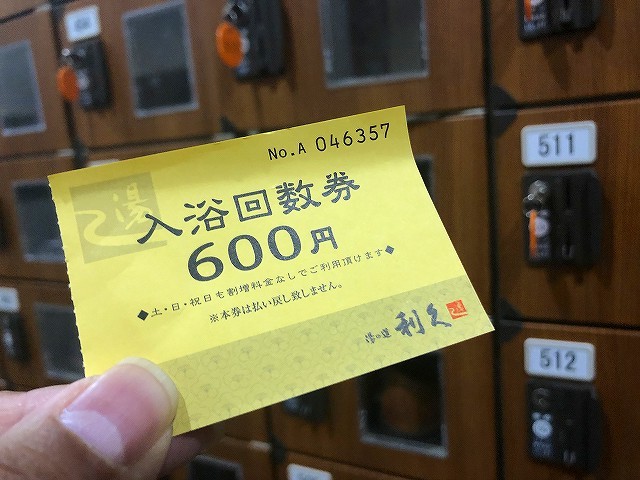 No.A 046357
湯
入浴回数券
600円
◆土・日・祝日も割増料金なしでご利用頂けます◆
※本券は払い戻し致しません。
湯の道 利久
511
512